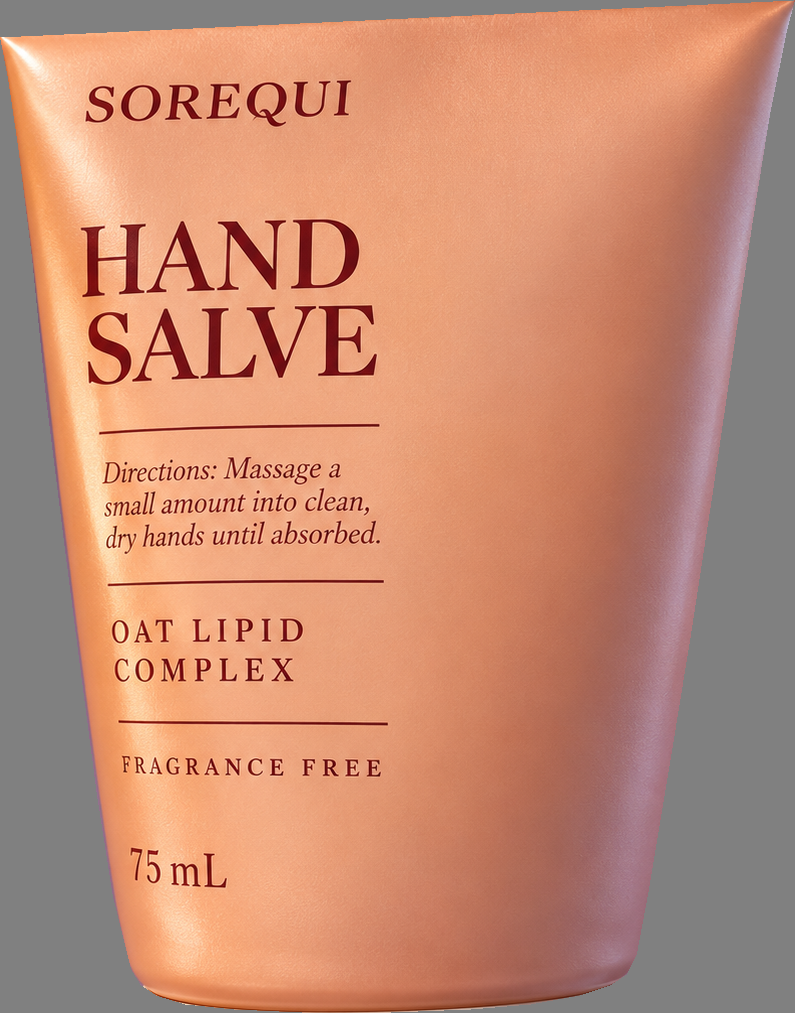 SOREQUI
HAND
SALVE
Directions: Massage a
small amount into clean,
dry hands until absorbed.
OAT LIPID
COMPLEX
FRAGRANCE FREE
75 mL